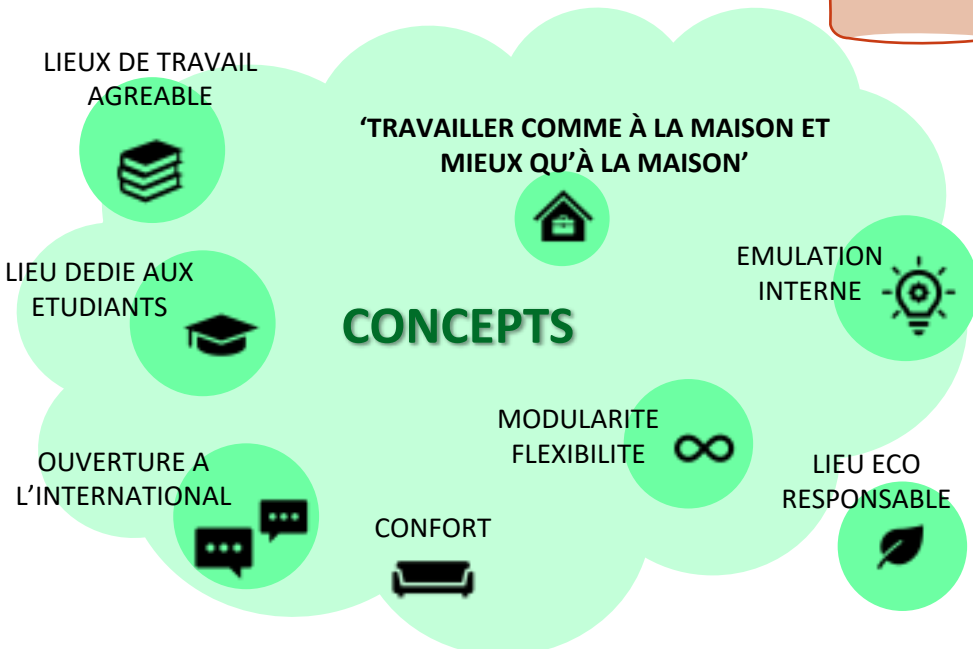 LIEUX DE TRAVAIL
AGREABLE
‘TRAVAILLER COMME À LA MAISON ET
MIEUX QU’À LA MAISON’
LIEU DEDIE AUX
ETUDIANTS
EMULATION
INTERNE
CONCEPTS
MODULARITE
FLEXIBILITE
OUVERTURE A
L’INTERNATIONAL
LIEU ECO
RESPONSABLE
CONFORT